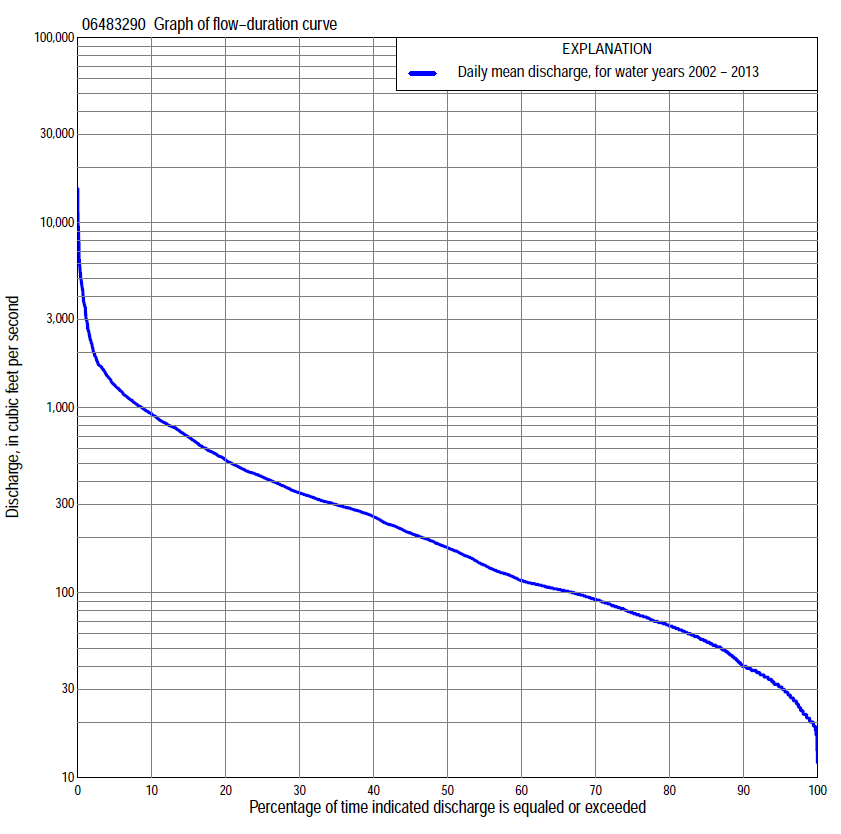 06483290 Graph of flow−duration curve
EXPLANATION
Daily mean discharge, for water years 2002 − 2013
100,000
30,000
10,000
3,000
1,000
300
100
30
10
Discharge, in cubic feet per second
0 10 20 30 40 50 60 70 80 90 100
Percentage of time indicated discharge is equaled or exceeded